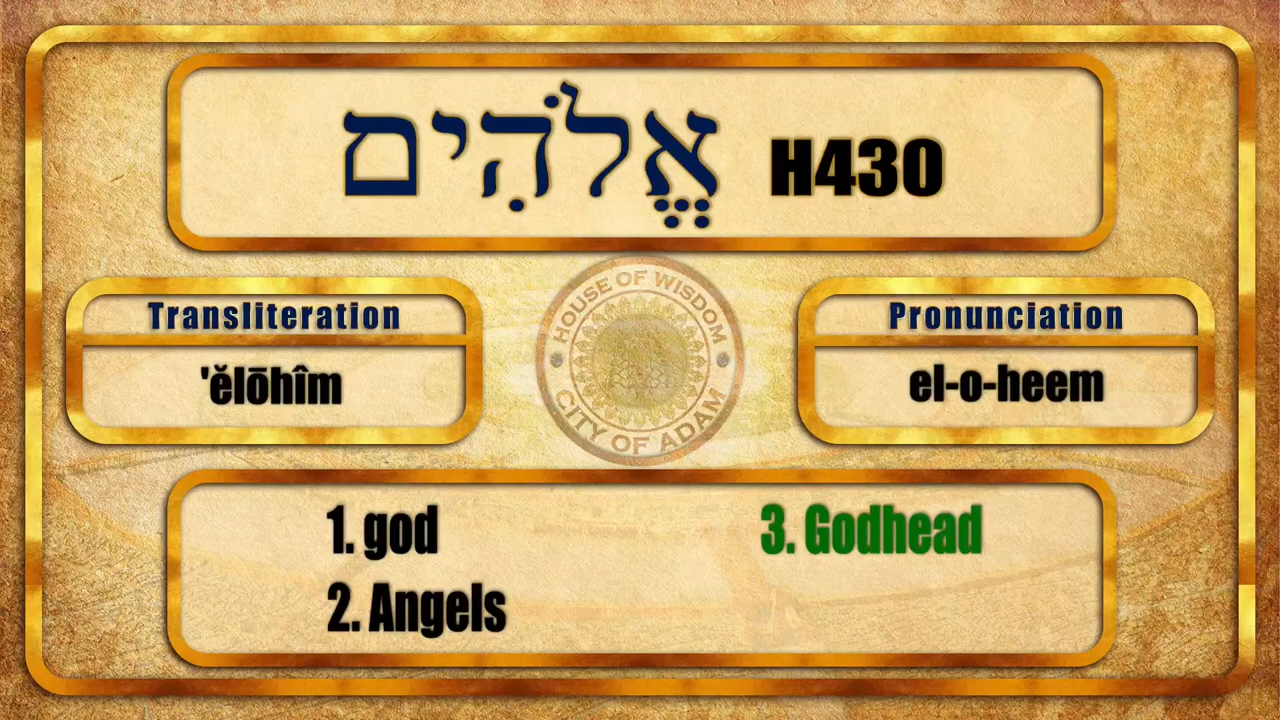 אֱלֹהִים H430
Transliteration
'ĕlōhîm
HOUSE OF WISDOM
CITY OF ADAM
Pronunciation
el-o-heem
1. god
2. Angels
3. Godhead